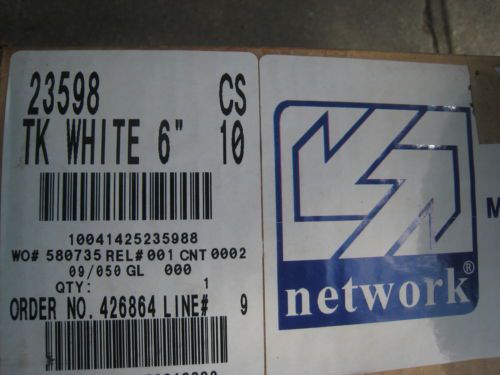 23598 CS
TK WHITE 6" 10
10041425235988
WO# 580735 REL# 001 CNT 0002
09/050 GL 000
QTY: 1
ORDER NO. 426864 LINE# 9
network®
M